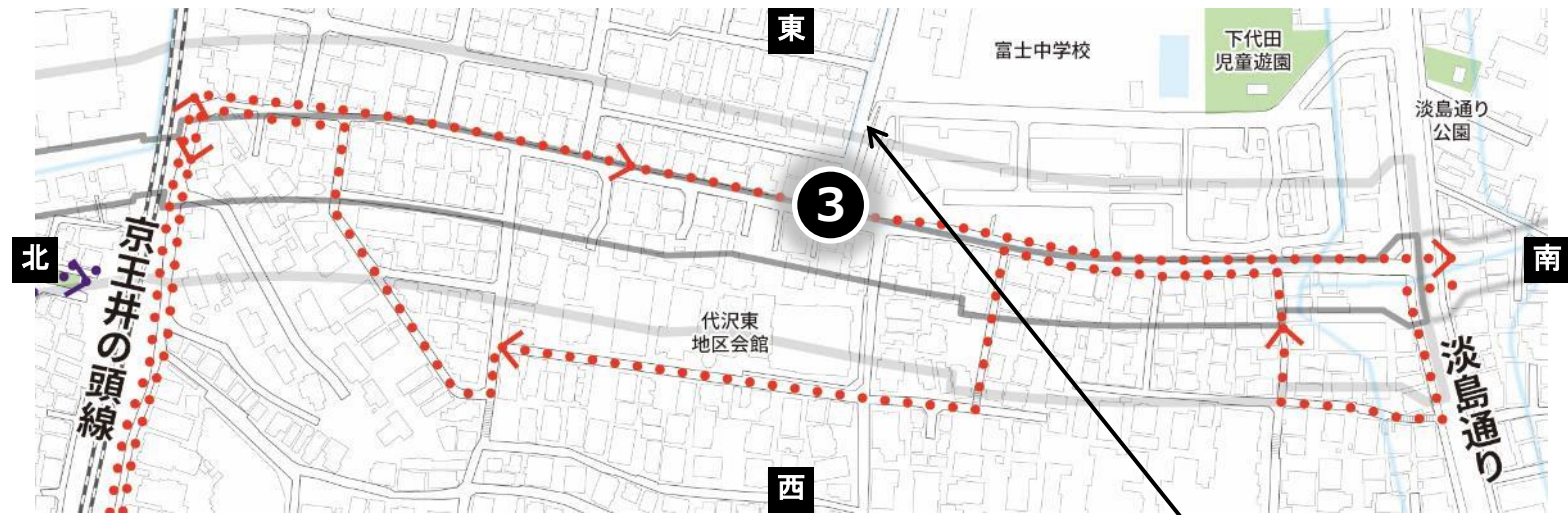 東
富士中学校
下代田
児童遊園
淡島通り
公園
3
北
南
京王井の頭線
代沢東
地区会館
淡島通り
西